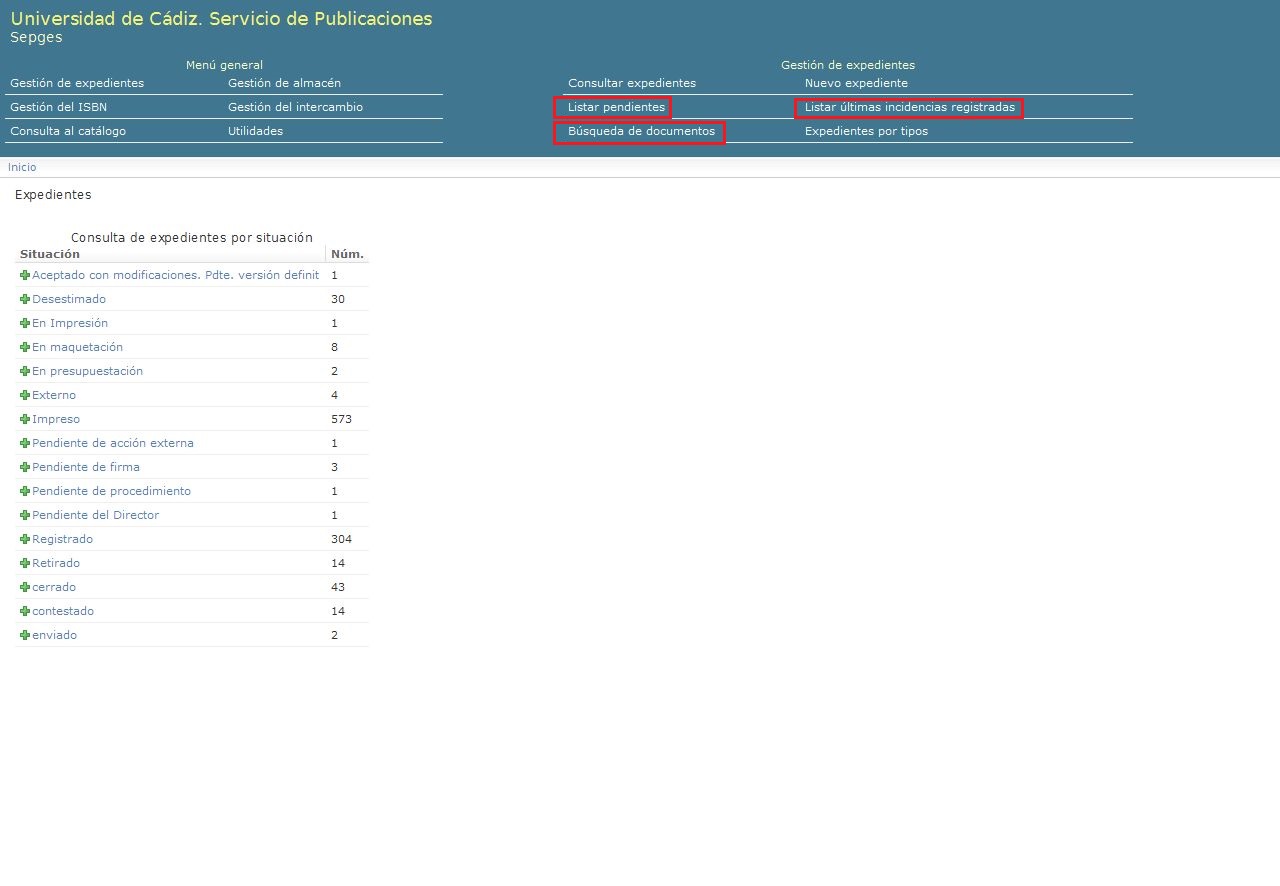 Universidad de Cádiz. Servicio de Publicaciones
Sepges
Menú general
Gestión de expedientes Gestión de almacén
Gestión del ISBN Gestión del intercambio
Consulta al catálogo Utilidades
Gestión de expedientes
Consultar expedientes Nuevo expediente
Listar pendientes Listar últimas incidencias registradas
Búsqueda de documentos Expedientes por tipos
Inicio
Expedientes
Consulta de expedientes por situación
Situación Núm.
Aceptado con modificaciones. Pdte. versión definit 1
Desestimado 30
En Impresión 1
En maquetación 8
En presupuestación 2
Externo 4
Impreso 573
Pendiente de acción externa 1
Pendiente de firma 3
Pendiente de procedimiento 1
Pendiente del Director 1
Registrado 304
Retirado 14
cerrado 43
contestado 14
enviado 2